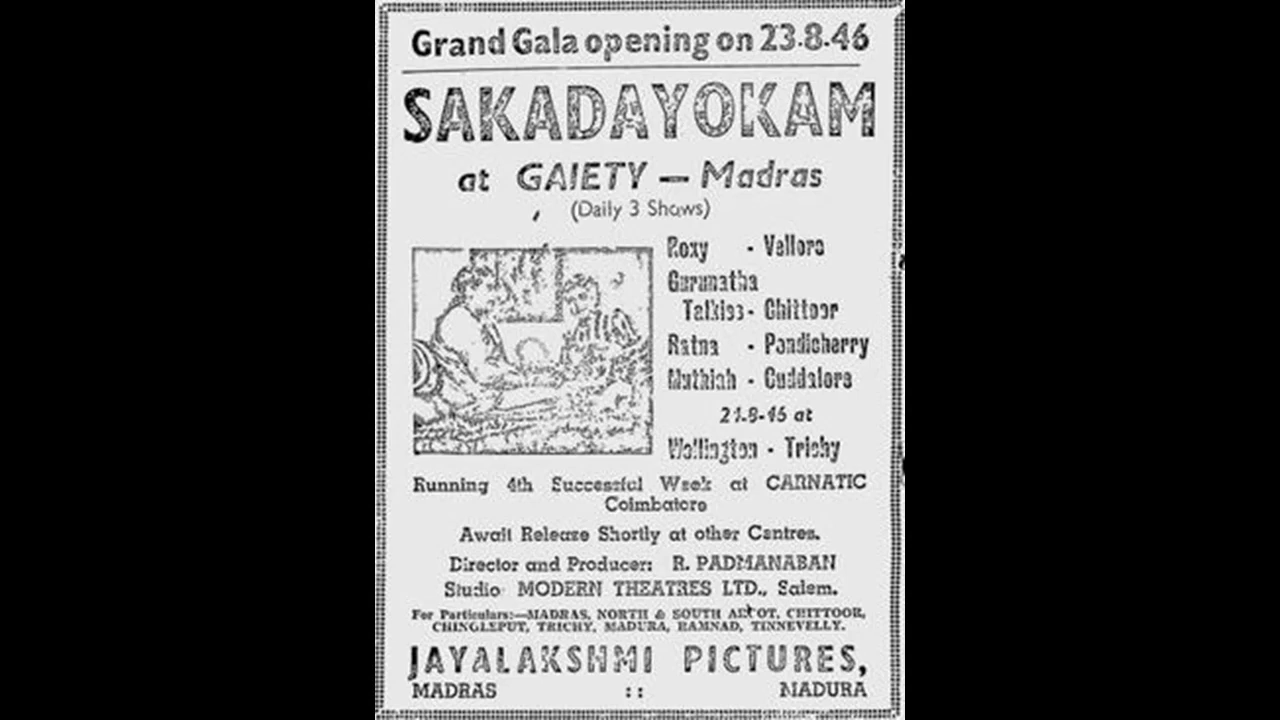 Grand Gala opening on 23.8.46
SAKADAYOKAM
at GAIETY — Madras
(Daily 3 Shows)
Roxy - Vellore
Gurunatha
Talkies - Chittoor
Ratna - Pondicherry
Muthiah - Cuddalore
at
Wellington - Trichy
Running 4th Successful Week at CARNATIC
Coimbatore
Await Release Shortly at other Centres.
Director and Producer: R. PADMANABAN
Studio MODERN THEATRES LTD., Salem.
For Particulars:—MADRAS, NORTH & SOUTH ARCOT, CHITTOOR,
CHINGLEPUT, TRICHY, MADURA, RAMNAD, TINNEVELLY.
JAYALAKSHMI PICTURES,
MADRAS :: MADURA